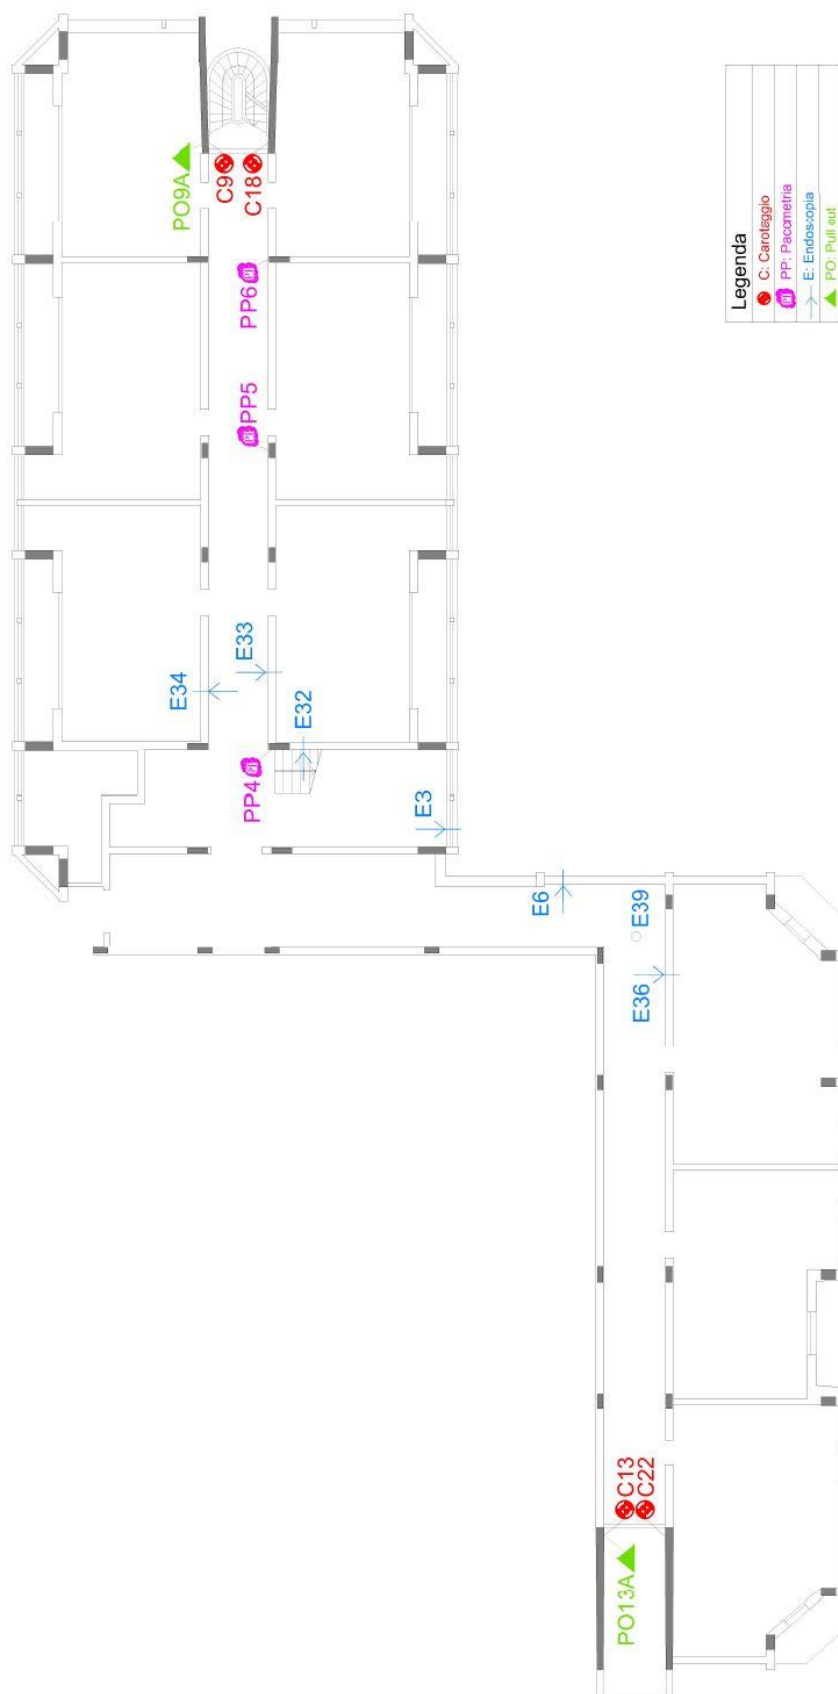 PO9A
C9
C18
PP6
PP5
E34
E33
E32
PP4
E3
E6
E39
E36
C13
C22
PO13A
Legenda
C: Carotaggio
PP: Pacometria
E: Endoscopia
PO: Pull out